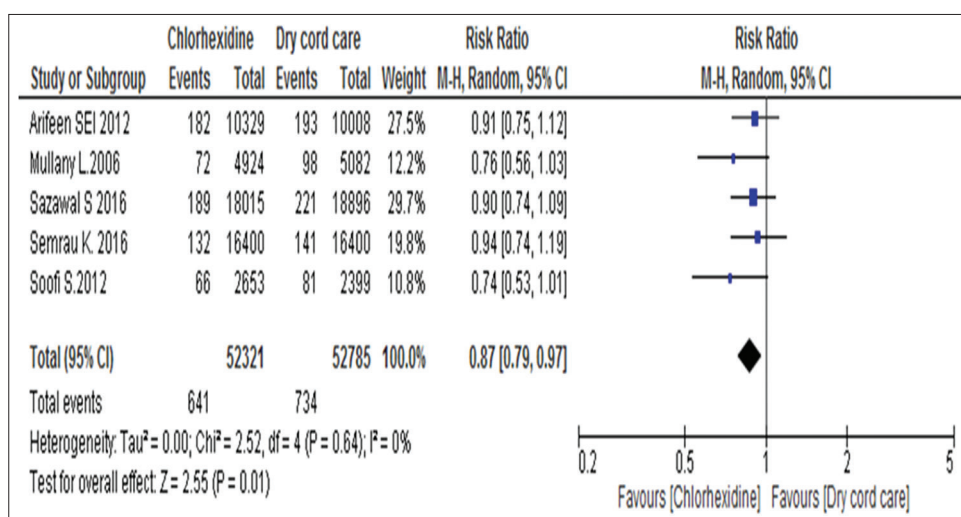 Chlorhexidine Dry cord care Risk Ratio Risk Ratio
Study or Subgroup Events Total Events Total Weight M-H, Random, 95% CI M-H, Random, 95% CI
Arifeen SEI 2012 182 10329 193 10008 27.5% 0.91 [0.75, 1.12]
Mullany L.2006 72 4924 98 5082 12.2% 0.76 [0.56, 1.03]
Sazawal S 2016 189 18015 221 18896 29.7% 0.90 [0.74, 1.09]
Semrau K. 2016 132 16400 141 16400 19.8% 0.94 [0.74, 1.19]
Soofi S.2012 66 2653 81 2399 10.8% 0.74 [0.53, 1.01]
Total (95% CI) 52321 52785 100.0% 0.87 [0.79, 0.97]
Total events 641 734
Heterogeneity: Tau² = 0.00; Chi² = 2.52, df = 4 (P = 0.64); I² = 0%
Test for overall effect: Z = 2.55 (P = 0.01)
0.2 0.5 1 2 5
Favours [Chlorhexidine] Favours [Dry cord care]